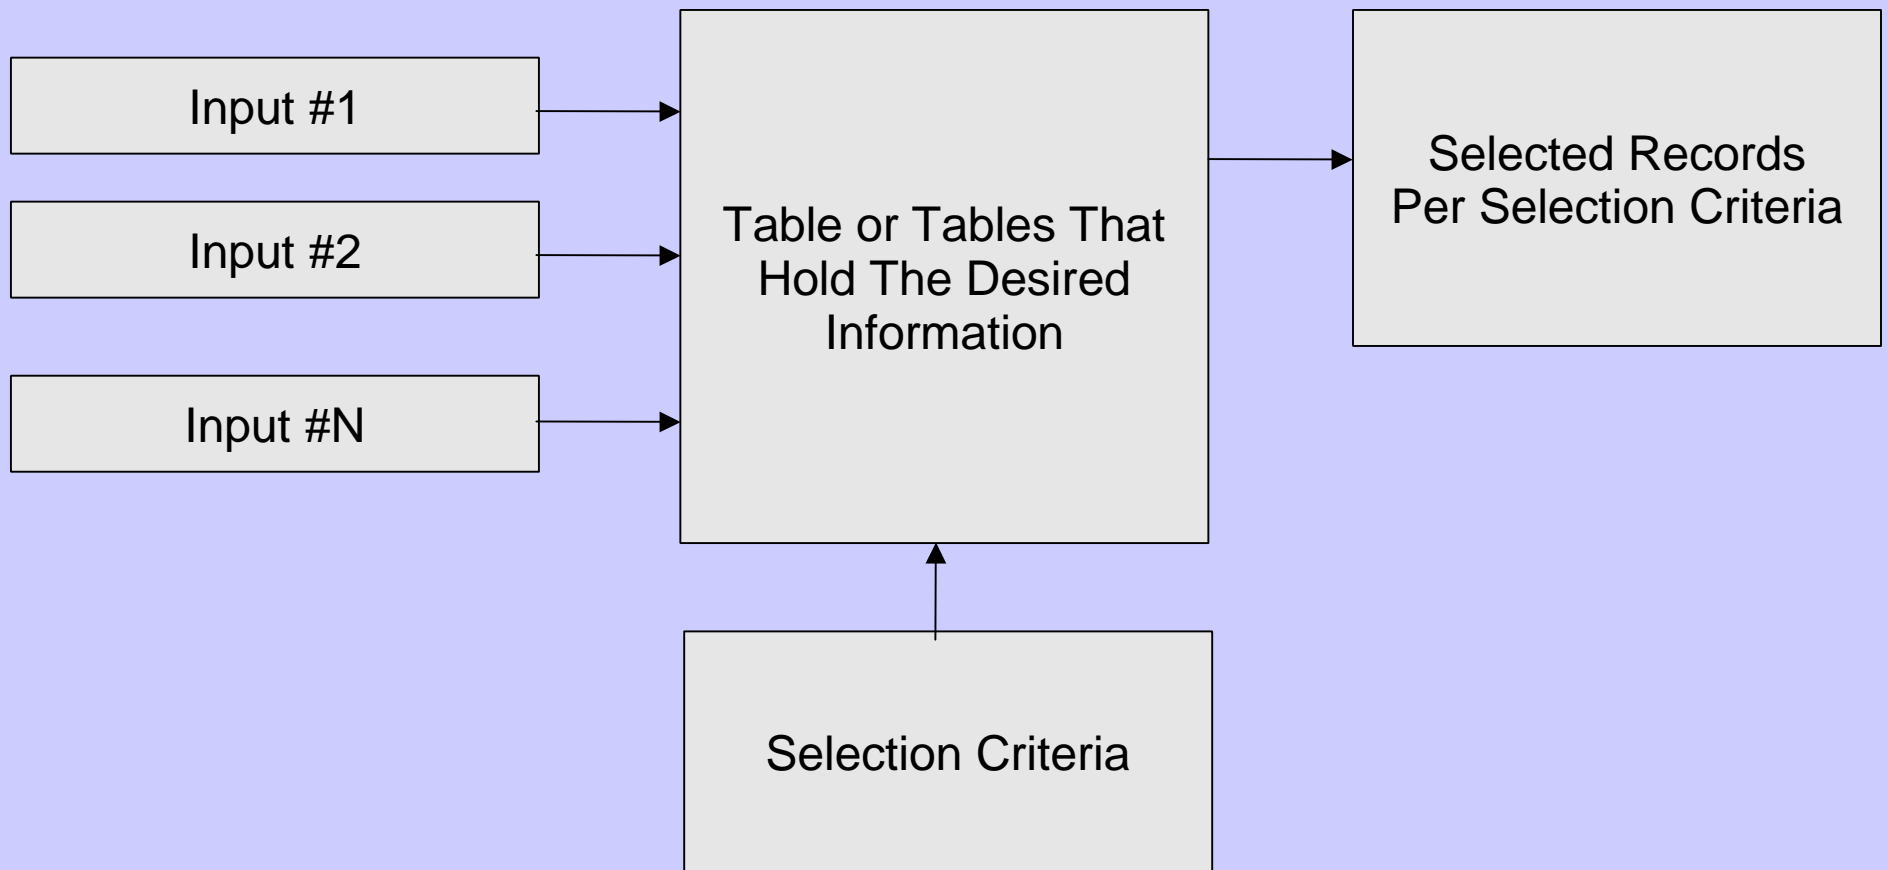 Input #1
Input #2
Input #N
Table or Tables That
Hold The Desired
Information
Selected Records
Per Selection Criteria
Selection Criteria